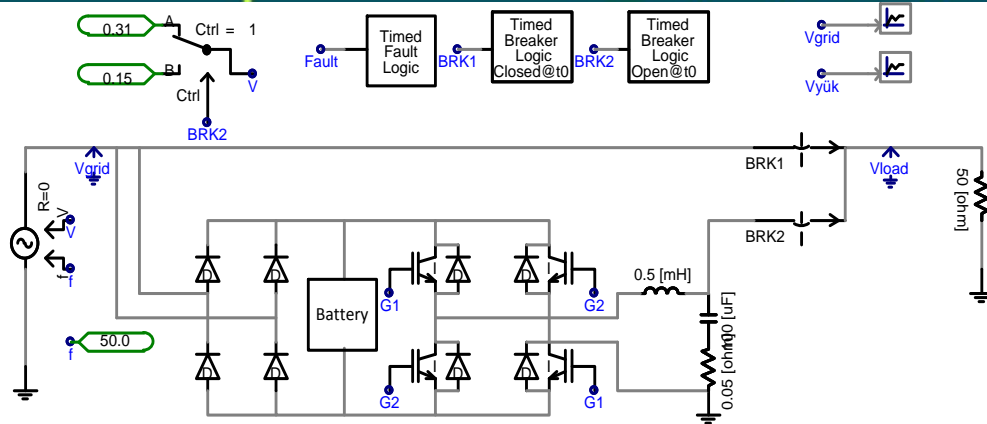 A
0.31
Ctrl = 1
B
0.15
Ctrl
V
BRK2
Fault
Timed
Fault
Logic
BRK1
Timed
Breaker
Logic
Closed@t0
BRK2
Timed
Breaker
Logic
Open@t0
Vgrid
Vyük
Vgrid
R=0
V
V
f
f
f
50.0
D
D
D
D
Battery
G1
D
D
G2
G2
D
D
G1
0.5 [mH]
100 [uF]
0.05 [ohm]
BRK1
BRK2
Vload
50 [ohm]